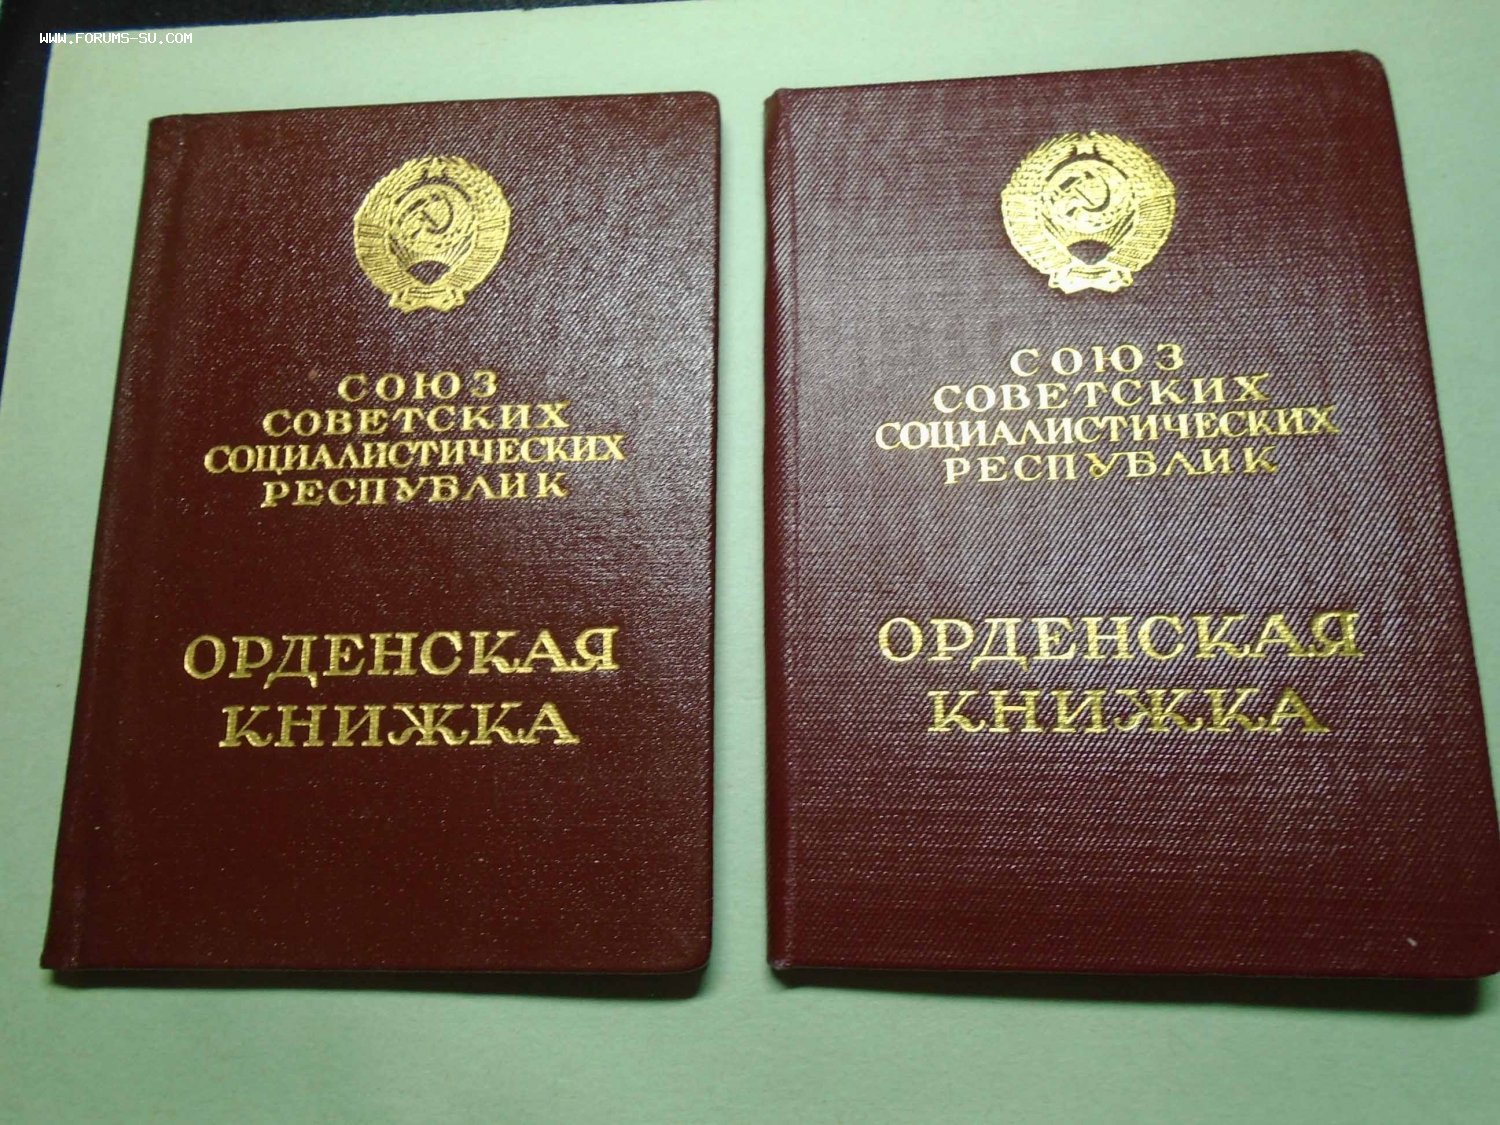 WWW.FORUMS-SU.COM
СОЮЗ
СОВЕТСКИХ
СОЦИАЛИСТИЧЕСКИХ
РЕСПУБЛИК
ОРДЕНСКАЯ
КНИЖКА
СОЮЗ
СОВЕТСКИХ
СОЦИАЛИСТИЧЕСКИХ
РЕСПУБЛИК
ОРДЕНСКАЯ
КНИЖКА